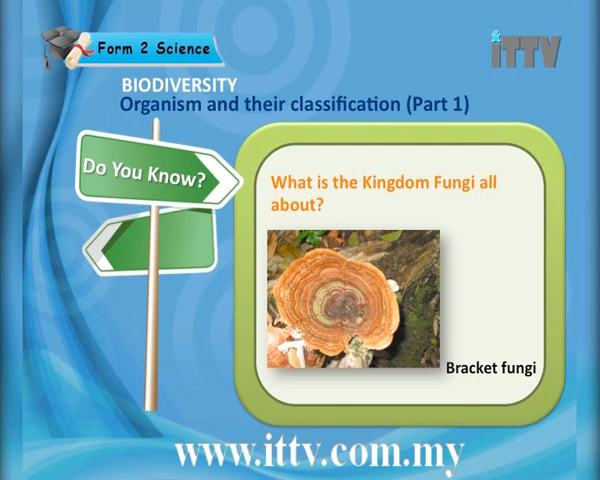 Form 2 Science
iTTV
BIODIVERSITY
Organism and their classification (Part 1)
Do You Know?
What is the Kingdom Fungi all
about?
Bracket fungi
www.ittv.com.my